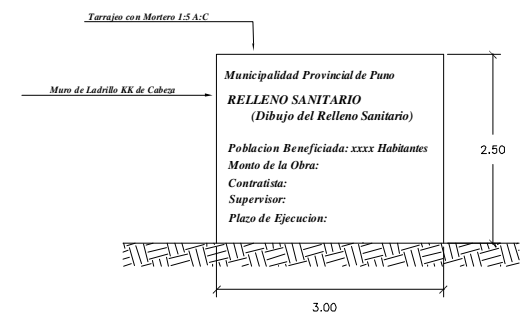 Tarrajeo con Mortero 1:5 A:C
Muro de Ladrillo KK de Cabeza
Municipalidad Provincial de Puno
RELLENO SANITARIO
(Dibujo del Relleno Sanitario)
Poblacion Beneficiada: xxxx Habitantes
Monto de la Obra:
Contratista:
Supervisor:
Plazo de Ejecucion:
2.50
3.00